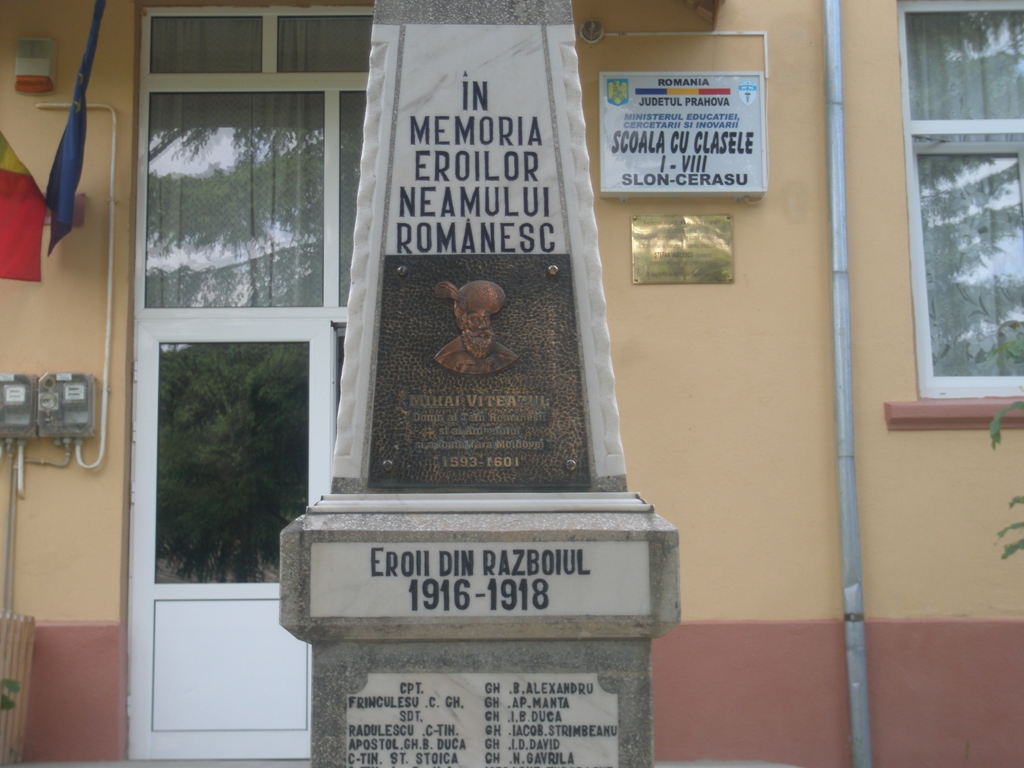 ÎN
MEMORIA
EROILOR
NEAMULUI
ROMÂNESC
MIHAI VITEAZUL
1593-1601
EROII DIN RAZBOIUL
1916-1918
CPT.
FRINCULESU .C. GH.
SDT.
RADULESCU .C-TIN.
APOSTOL.GH.B. DUCA
C-TIN. ST. STOICA
GH .B.ALEXANDRU
GH .AP.MANTA
GH .I.B.DUCA
GH .IACOB.STRIMBEANU
GH .I.D.DAVID
GH .N.GAVRILA
ROMANIA
JUDETUL PRAHOVA
MINISTERUL EDUCATIEI,
CERCETARII SI INOVARII
SCOALA CU CLASELE
I - VIII
SLON-CERASU